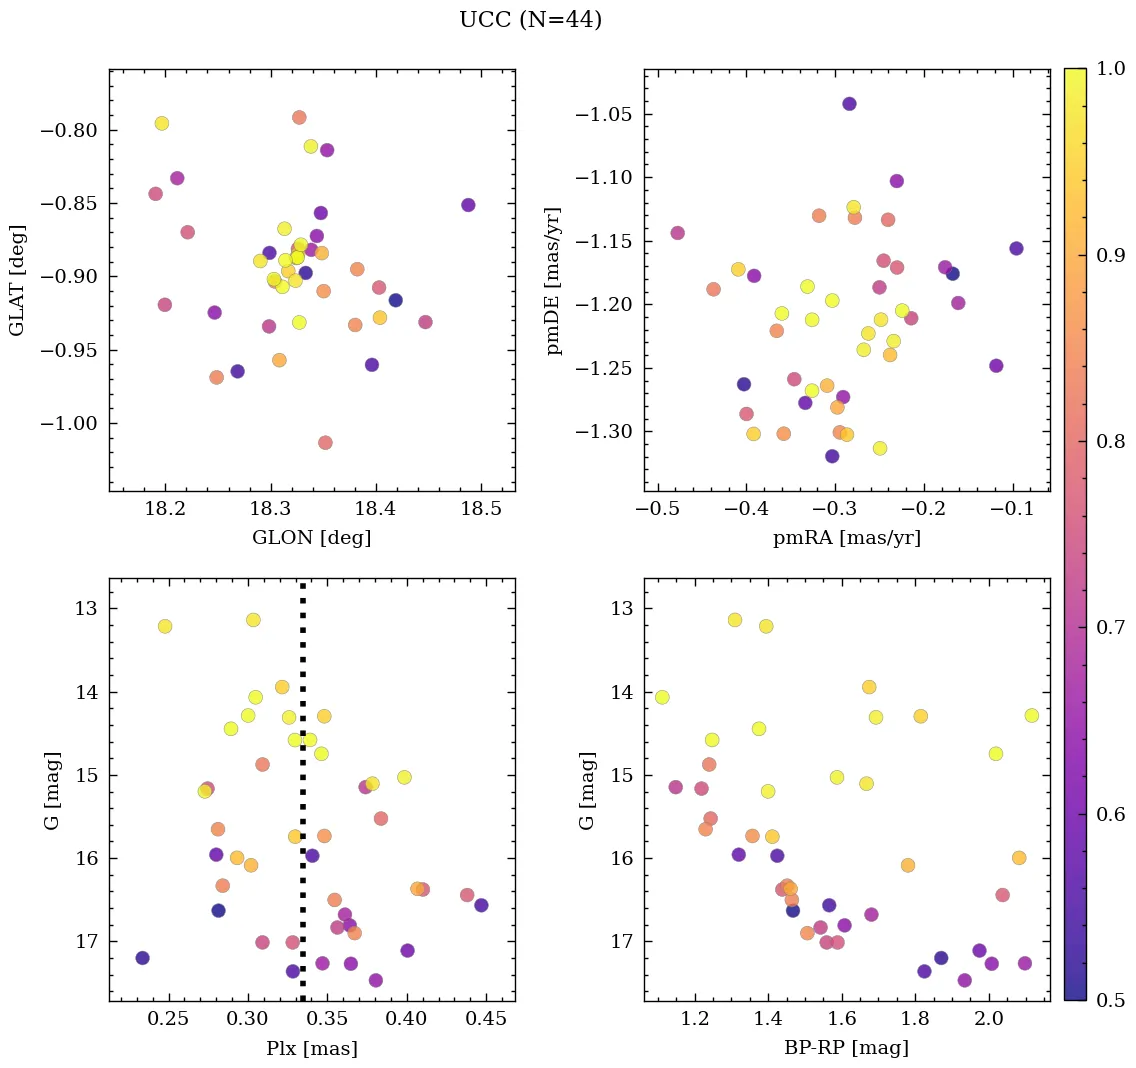 UCC (N=44)
−0.80
−0.85
−0.90
−0.95
−1.00
GLAT [deg]
18.2 18.3 18.4 18.5
GLON [deg]
−1.05
−1.10
−1.15
−1.20
−1.25
−1.30
pmDE [mas/yr]
−0.5 −0.4 −0.3 −0.2 −0.1
pmRA [mas/yr]
13
14
15
16
17
G [mag]
0.25 0.30 0.35 0.40 0.45
Plx [mas]
13
14
15
16
17
G [mag]
1.2 1.4 1.6 1.8 2.0
BP-RP [mag]
1.0
0.9
0.8
0.7
0.6
0.5